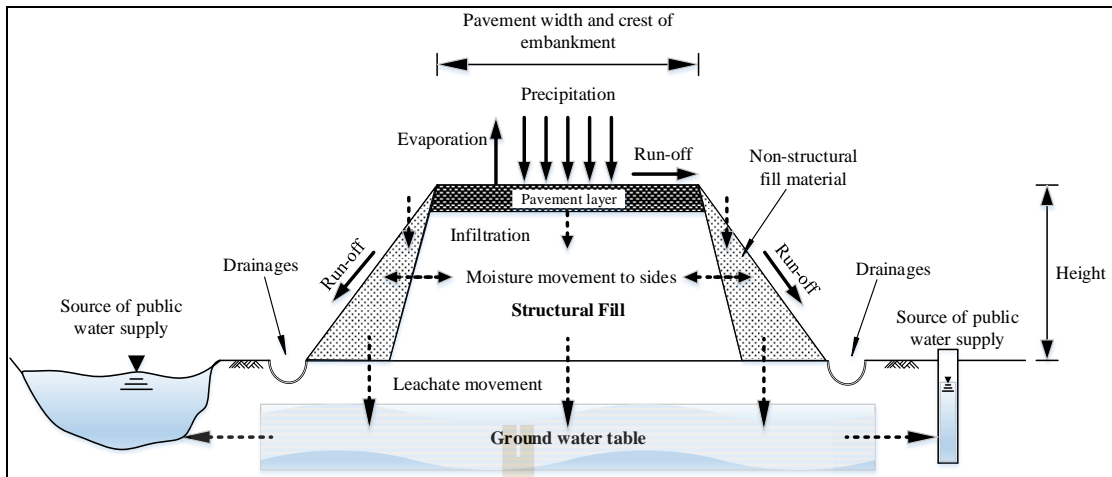 Pavement width and crest of
embankment
Precipitation
Evaporation
Run-off
Non-structural
fill material
Pavement layer
Infiltration
Drainages
Run-off
Moisture movement to sides
Run-off
Drainages
Height
Source of public
water supply
Structural Fill
Source of public
water supply
Leachate movement
Ground water table